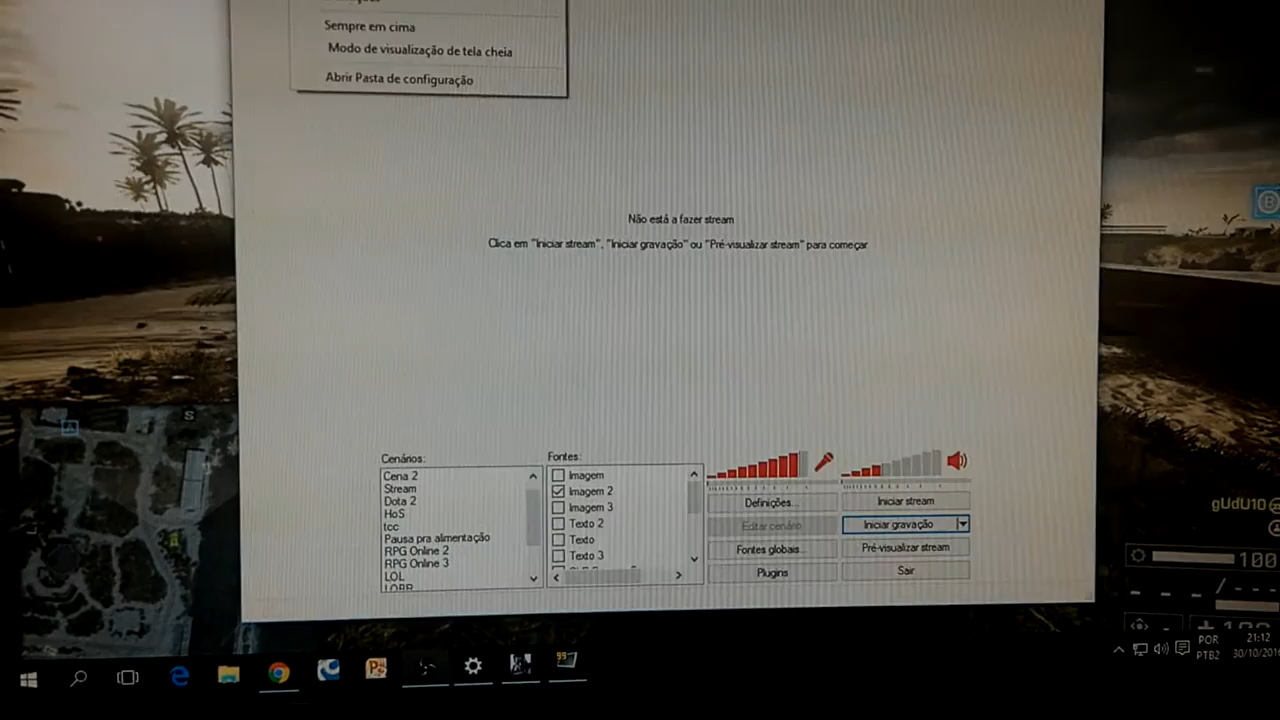 Sempre em cima
Modo de visualização de tela cheia
Abrir Pasta de configuração
Não está a fazer stream
Clica em "Iniciar stream", "Iniciar gravação" ou "Pré-visualizar stream" para começar
Cenários:
Cena 2
Stream
Dota 2
HoS
tcc
Pausa pra alimentação
RPG Online 2
RPG Online 3
LOL
Fontes:
Imagem
Imagem 2
Imagem 3
Texto 2
Texto
Texto 3
Definições...
Editar cenário
Fontes globais...
Plugins
Iniciar stream
Iniciar gravação
Pré-visualizar stream
Sair
S
A
B
gUdU10
100
99
POR
PTB2
21:12